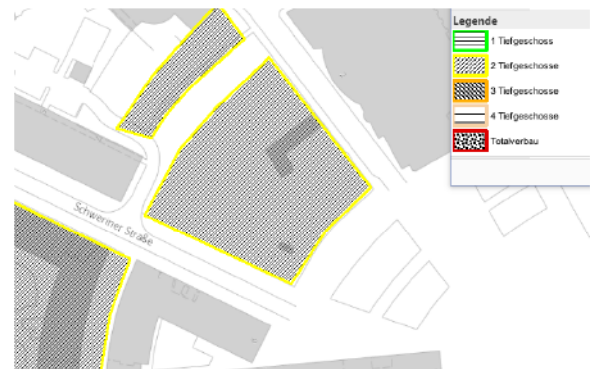 Legende
1 Tiefgeschoss
2 Tiefgeschosse
3 Tiefgeschosse
4 Tiefgeschosse
Totalverbau
Schweriner Straße